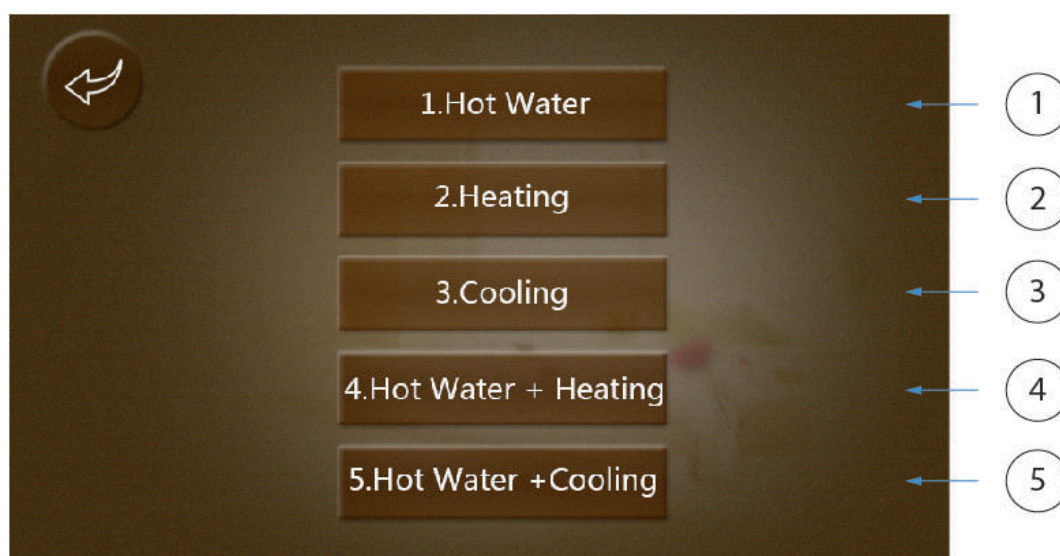 1.Hot Water
1
2.Heating
2
3.Cooling
3
4.Hot Water + Heating
4
5.Hot Water +Cooling
5